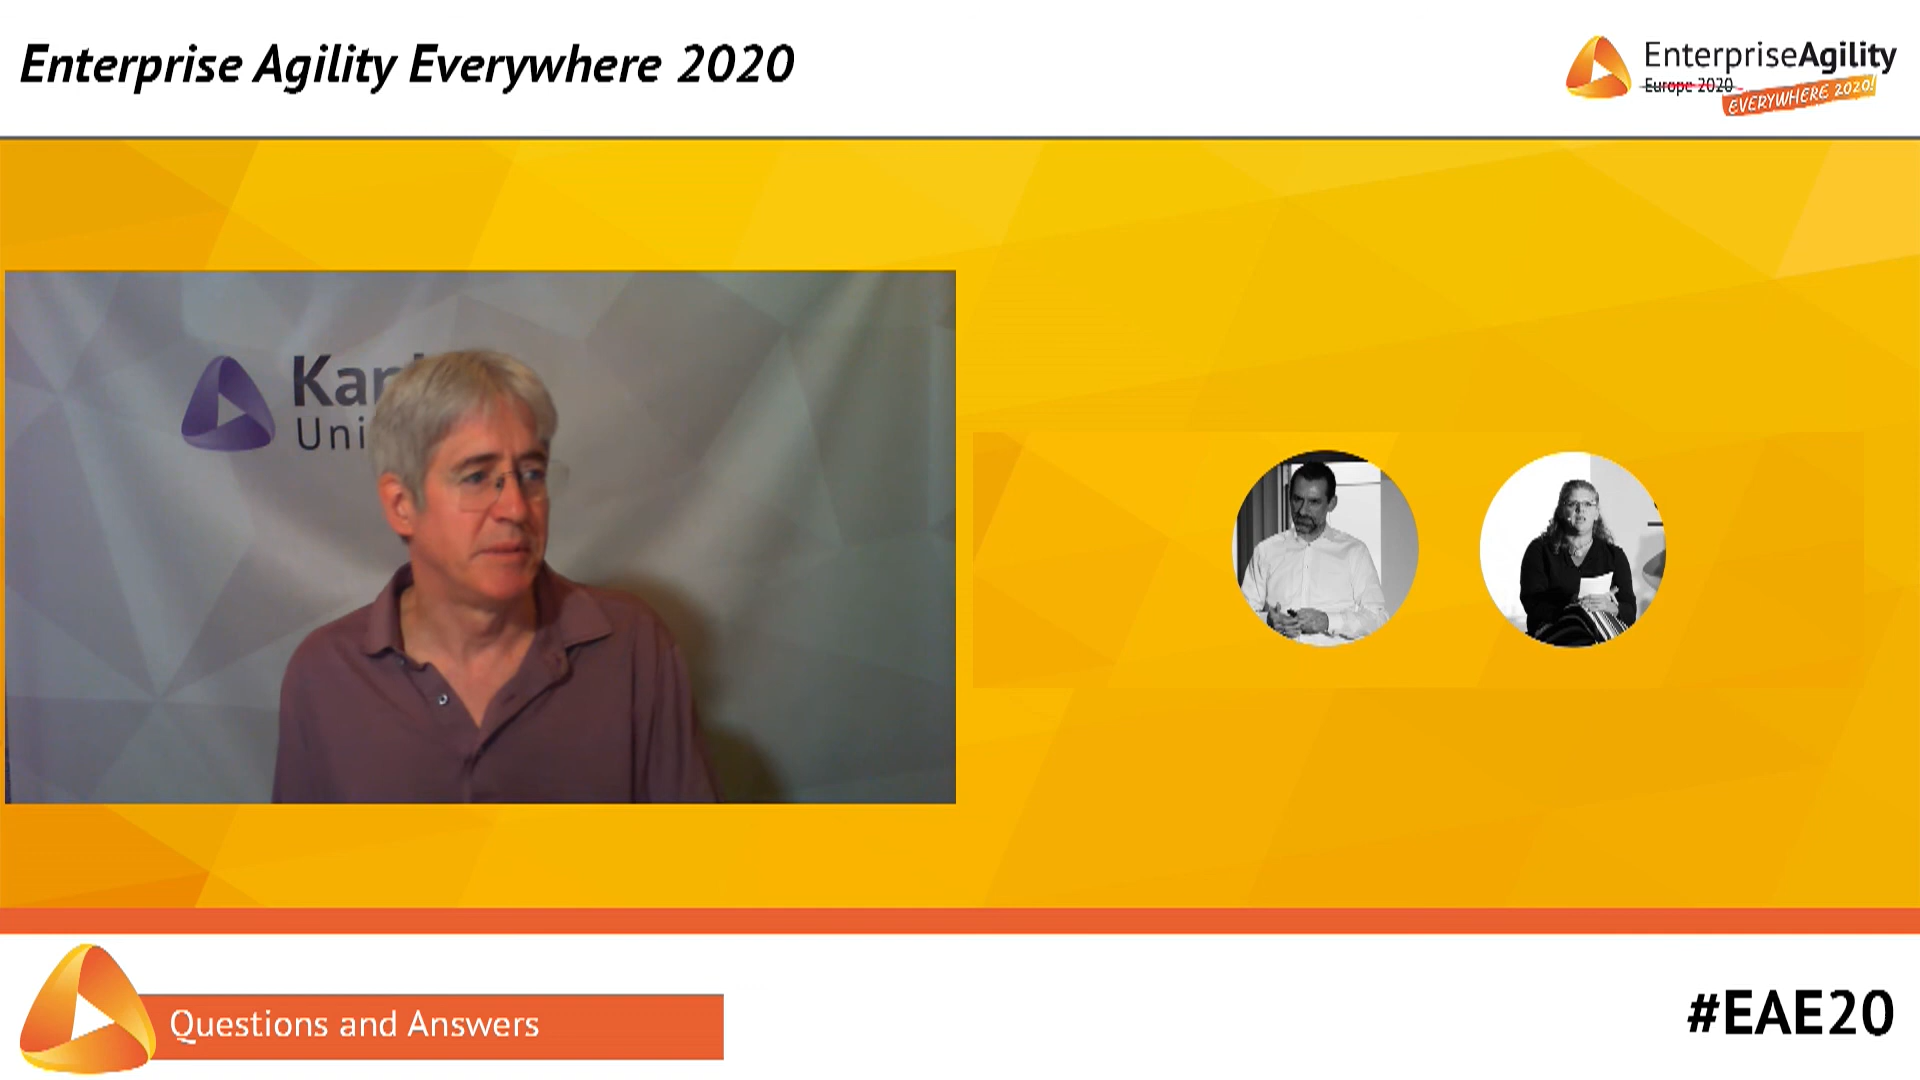 Enterprise Agility Everywhere 2020
EnterpriseAgility
Europe 2020
EVERYWHERE 2020!
Kan
Uni
Questions and Answers
#EAE20